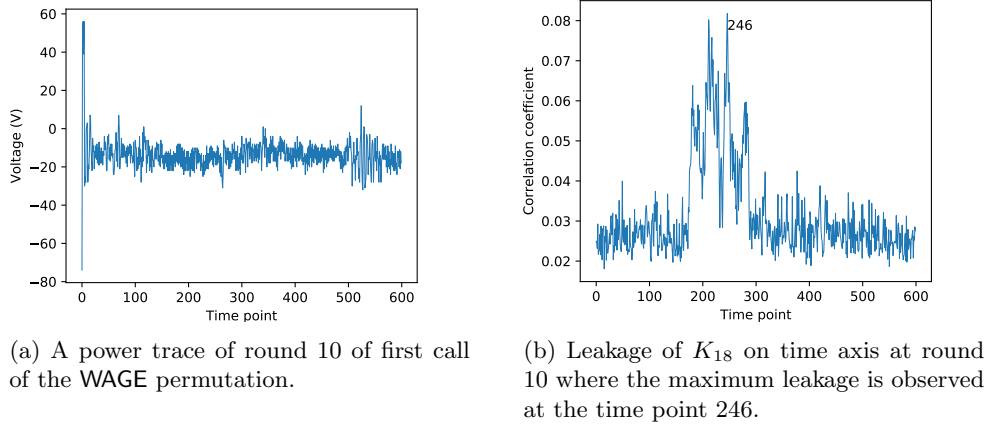 60
40
20
0
−20
−40
−60
−80
Voltage (V)
0 100 200 300 400 500 600
Time point
0.08
0.07
0.06
0.05
0.04
0.03
0.02
Correlation coefficient
246
0 100 200 300 400 500 600
Time point
(a) A power trace of round 10 of first call
of the WAGE permutation.
(b) Leakage of K18 on time axis at round
10 where the maximum leakage is observed
at the time point 246.